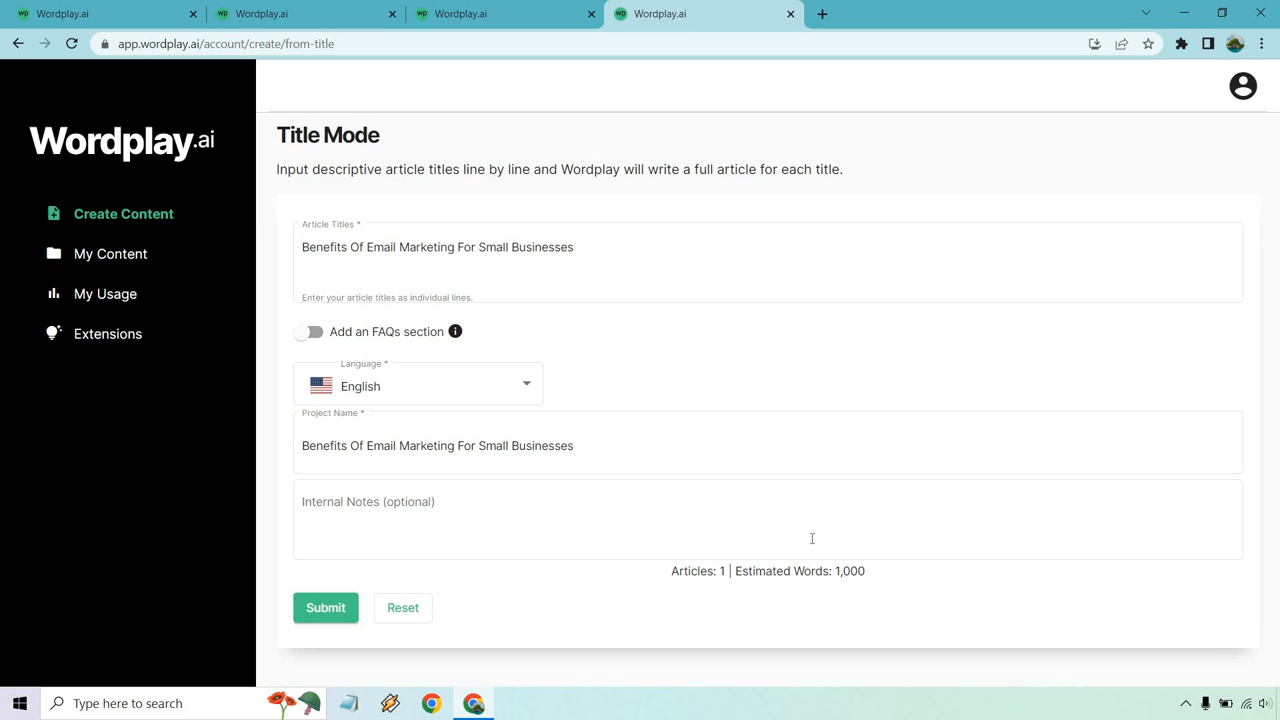 Wordplay.ai
Wordplay.ai
Wordplay.ai
Wordplay.ai
app.wordplay.ai/account/create/from-title
Wordplay.ai
Create Content
My Content
My Usage
Extensions
Title Mode
Input descriptive article titles line by line and Wordplay will write a full article for each title.
Article Titles *
Benefits Of Email Marketing For Small Businesses
Enter your article titles as individual lines.
Add an FAQs section
Language *
English
Project Name *
Benefits Of Email Marketing For Small Businesses
Internal Notes (optional)
Articles: 1 | Estimated Words: 1,000
Submit
Reset
Type here to search